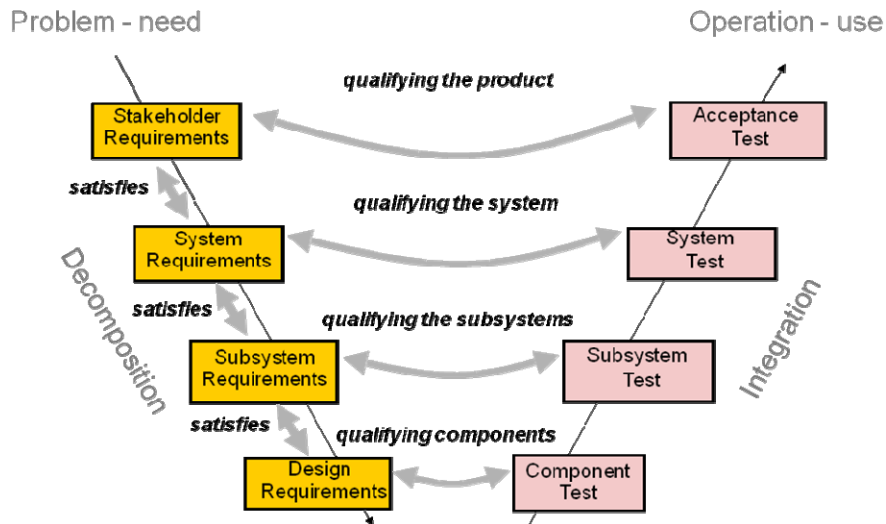 Problem - need
Operation - use
qualifying the product
Stakeholder
Requirements
Acceptance
Test
satisfies
qualifying the system
System
Requirements
System
Test
Decomposition
satisfies
qualifying the subsystems
Integration
Subsystem
Requirements
Subsystem
Test
satisfies
qualifying components
Design
Requirements
Component
Test